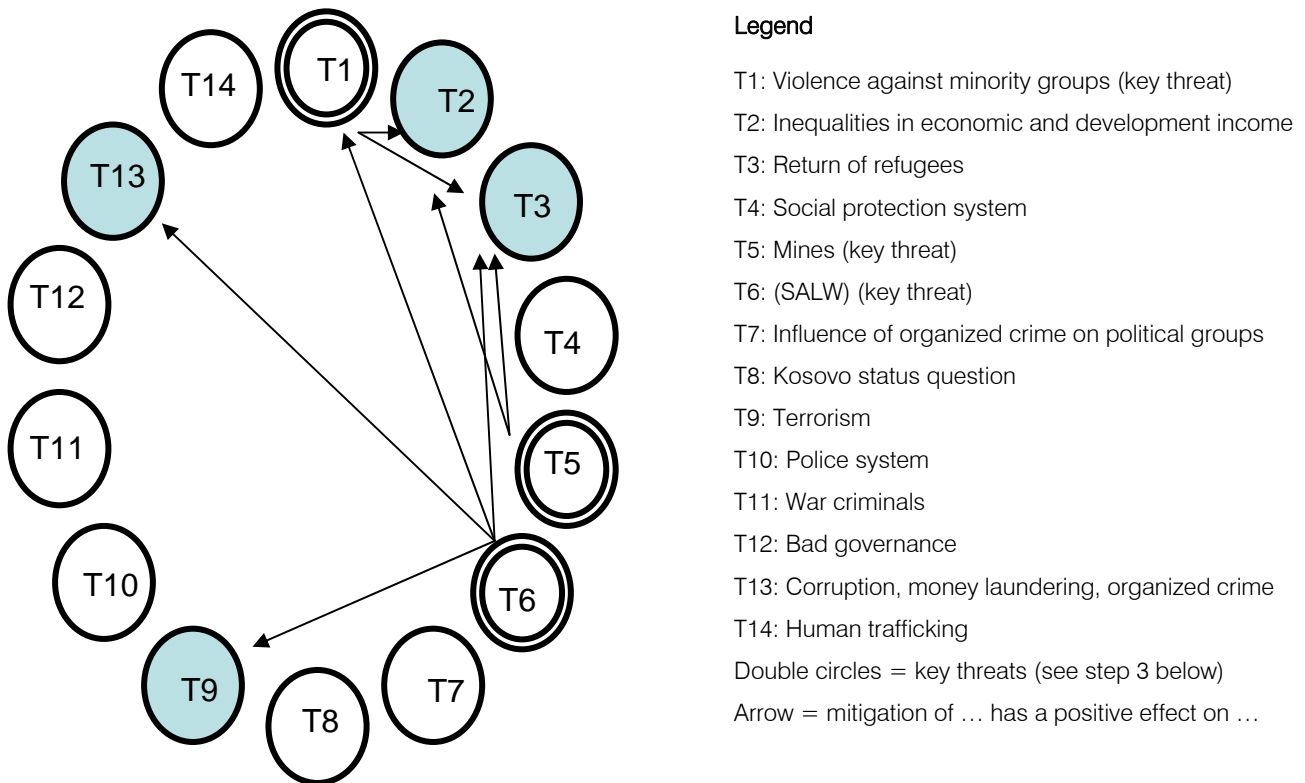 T1
T2
T3
T4
T5
T6
T7
T8
T9
T10
T11
T12
T13
T14
Legend
T1: Violence against minority groups (key threat)
T2: Inequalities in economic and development income
T3: Return of refugees
T4: Social protection system
T5: Mines (key threat)
T6: (SALW) (key threat)
T7: Influence of organized crime on political groups
T8: Kosovo status question
T9: Terrorism
T10: Police system
T11: War criminals
T12: Bad governance
T13: Corruption, money laundering, organized crime
T14: Human trafficking
Double circles = key threats (see step 3 below)
Arrow = mitigation of … has a positive effect on …